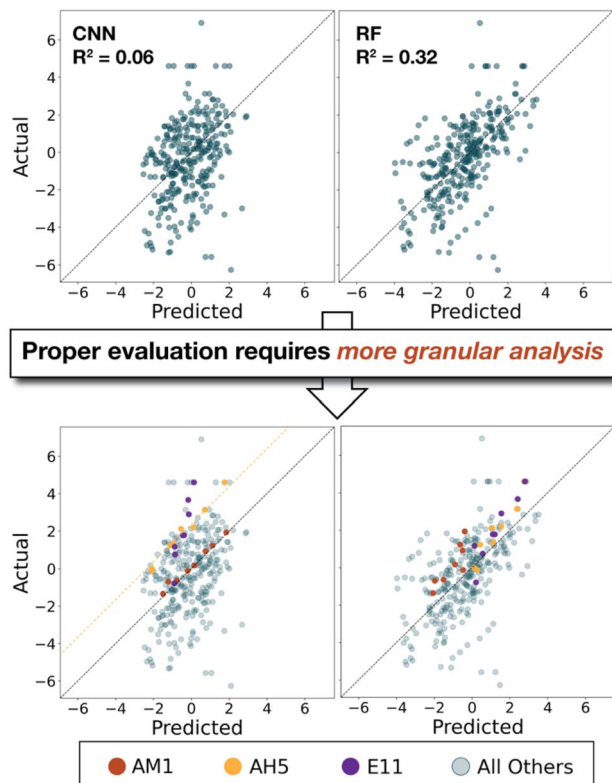 CNN
R² = 0.06
6
4
2
0
−2
−4
−6
Actual
−6 −4 −2 0 2 4 6
Predicted
RF
R² = 0.32
−6 −4 −2 0 2 4 6
Predicted
Proper evaluation requires more granular analysis
6
4
2
0
−2
−4
−6
Actual
−6 −4 −2 0 2 4 6
Predicted
−6 −4 −2 0 2 4 6
Predicted
AM1 AH5 E11 All Others